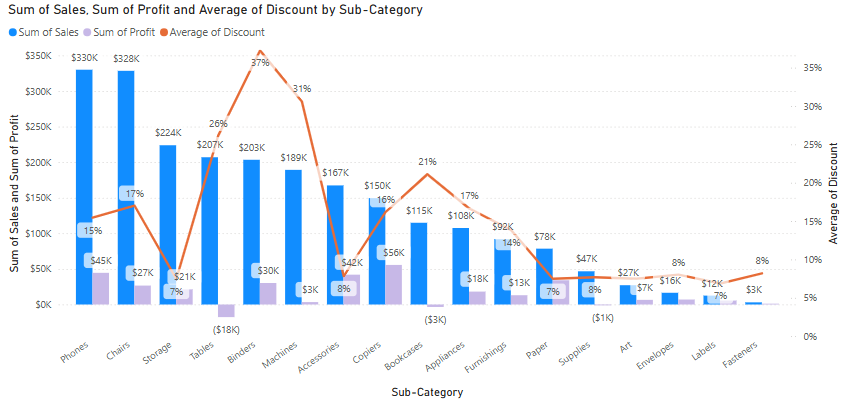 Sum of Sales, Sum of Profit and Average of Discount by Sub-Category
Sum of Sales Sum of Profit Average of Discount
$350K
$300K
$250K
$200K
$150K
$100K
$50K
$0K
Sum of Sales and Sum of Profit
$330K
$328K
$224K
$207K
$203K
$189K
$167K
$150K
$115K
$108K
$92K
$78K
$47K
$27K
$16K
$12K
$3K
$45K
$27K
$21K
($18K)
$30K
$3K
$42K
$56K
($3K)
$18K
$13K
($1K)
$7K
15%
17%
7%
26%
37%
31%
8%
16%
21%
17%
14%
7%
8%
8%
7%
8%
35%
30%
25%
20%
15%
10%
5%
0%
Average of Discount
Phones
Chairs
Storage
Tables
Binders
Machines
Accessories
Copiers
Bookcases
Appliances
Furnishings
Paper
Supplies
Art
Envelopes
Labels
Fasteners
Sub-Category